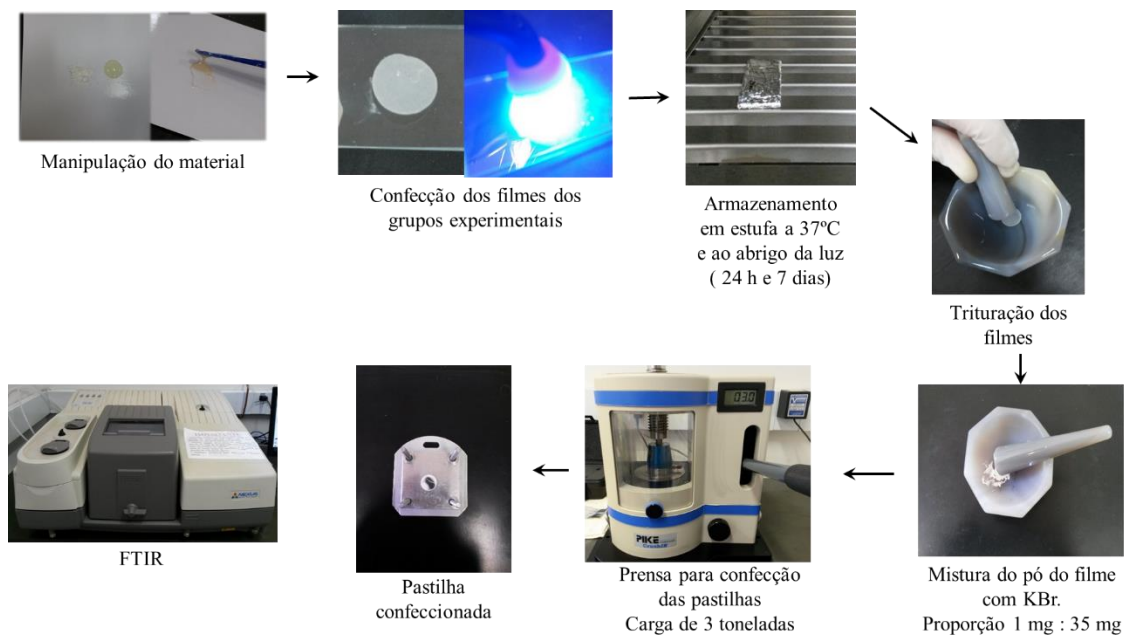 Manipulação do material
Confecção dos filmes dos
grupos experimentais
Armazenamento
em estufa a 37ºC
e ao abrigo da luz
( 24 h e 7 dias)
Trituração dos
filmes
FTIR
Pastilha
confeccionada
03.0
PIKE
Prensa para confecção
das pastilhas
Carga de 3 toneladas
Mistura do pó do filme
com KBr.
Proporção 1 mg : 35 mg